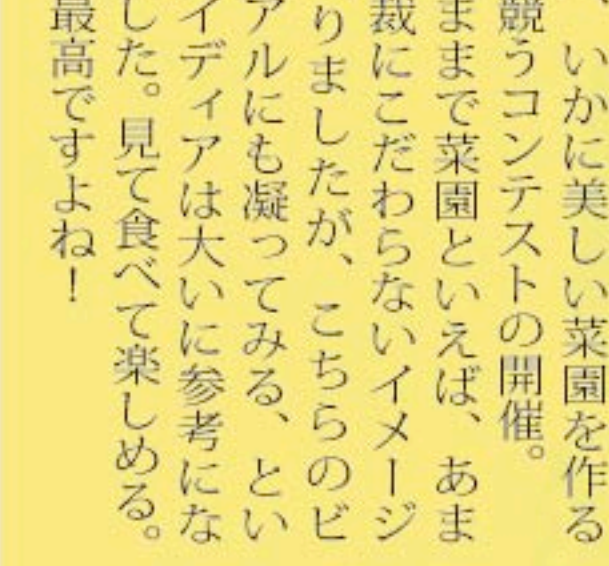 、いかに美しい菜園を作る
競うコンテストの開催。
ままで菜園といえば、あま
裁にこだわらないイメージ
りましたが、こちらのビ
アルにも凝ってみる、とい
イディアは大いに参考にな
した。見て食べて楽しめる。
最高ですよね！